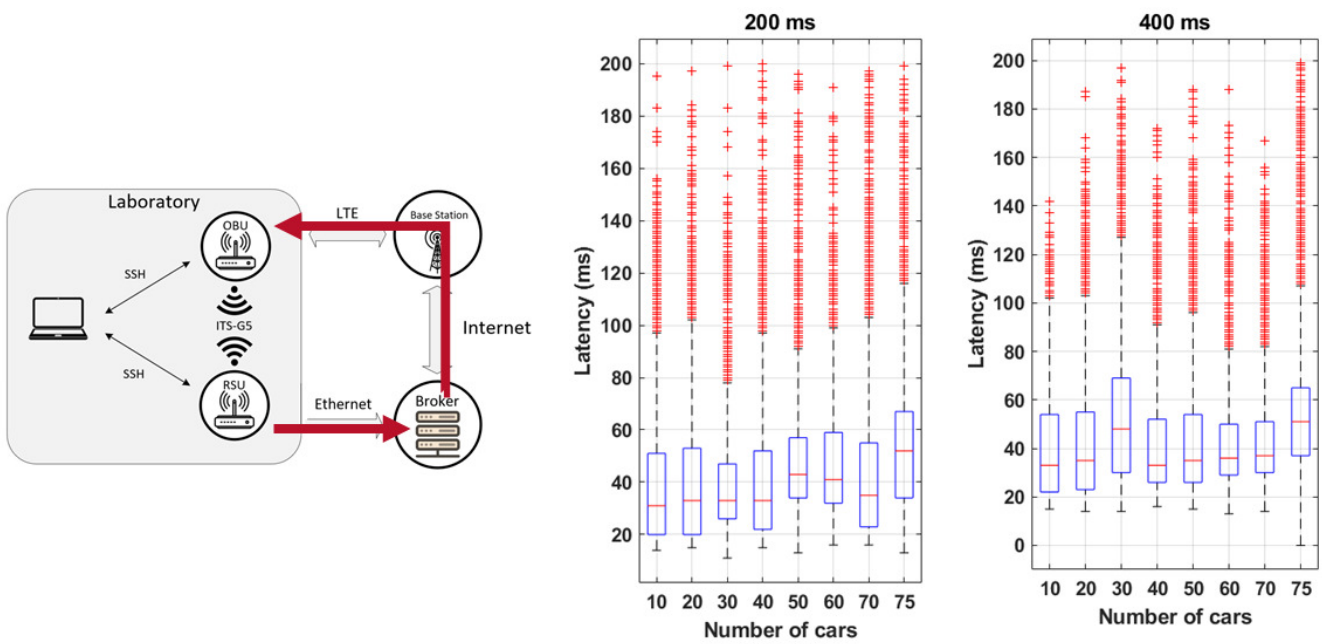 Laboratory
OBU
SSH
ITS-G5
SSH
RSU
LTE
Base Station
Internet
Ethernet
Broker
200 ms
Latency (ms)
200
180
160
140
120
100
80
60
40
20
10 20 30 40 50 60 70 75
Number of cars
400 ms
Latency (ms)
200
180
160
140
120
100
80
60
40
20
0
10 20 30 40 50 60 70 75
Number of cars